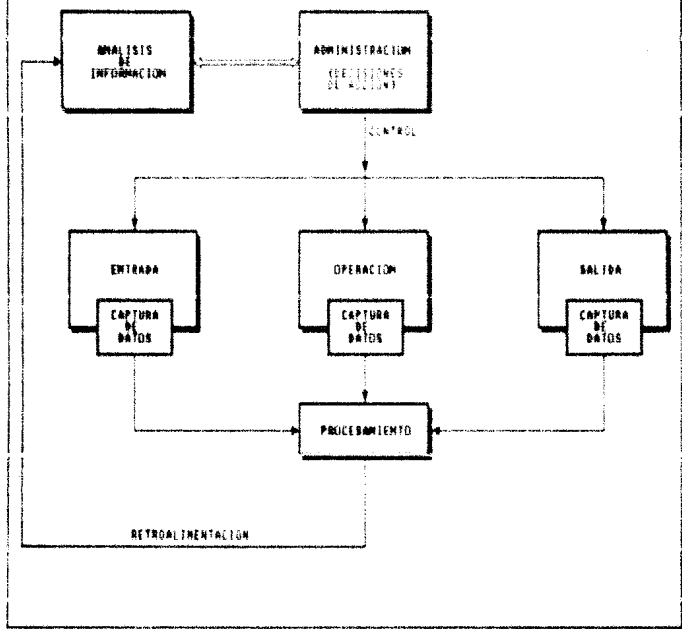 ANALISIS
DE
INFORMACION
ADMINISTRACION
(DECISIONES
DE ACCION)
CONTROL
ENTRADA
OPERACION
SALIDA
CAPTURA
DE
DATOS
CAPTURA
DE
DATOS
CAPTURA
DE
DATOS
PROCESAMIENTO
RETROALIMENTACION